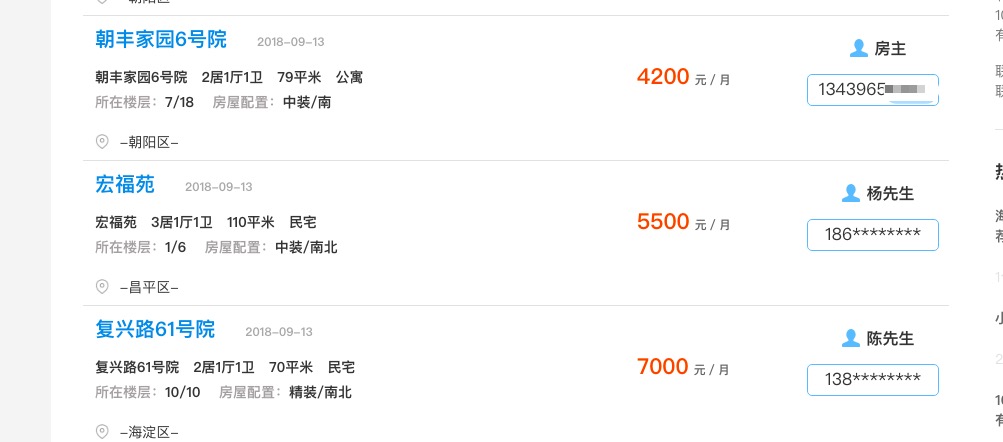 朝丰家园6号院 2018-09-13
房主
朝丰家园6号院 2居1厅1卫 79平米 公寓
4200 元 / 月
1343965
所在楼层: 7/18 房屋配置: 中装/南
–朝阳区–
宏福苑 2018-09-13
杨先生
宏福苑 3居1厅1卫 110平米 民宅
5500 元 / 月
186********
所在楼层: 1/6 房屋配置: 中装/南北
–昌平区–
复兴路61号院 2018-09-13
陈先生
复兴路61号院 2居1厅1卫 70平米 民宅
7000 元 / 月
138********
所在楼层: 10/10 房屋配置: 精装/南北
–海淀区–